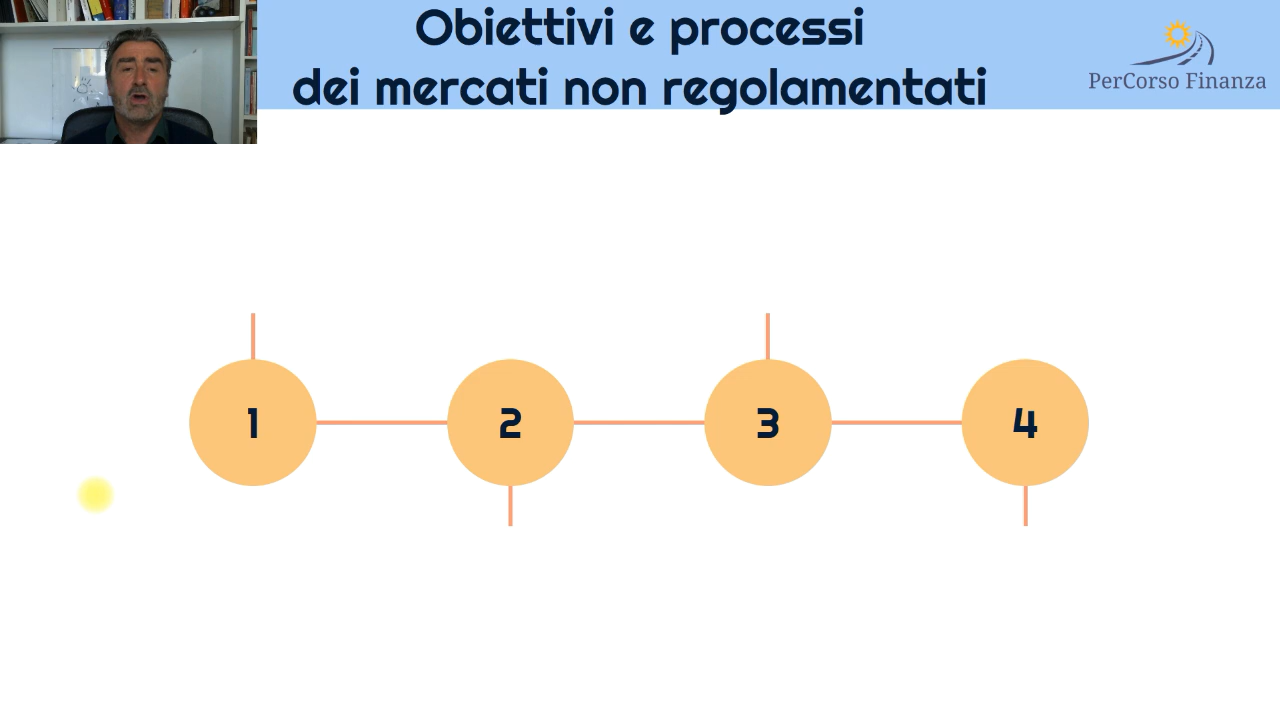 Obiettivi e processi
dei mercati non regolamentati
PerCorso Finanza
1
2
3
4